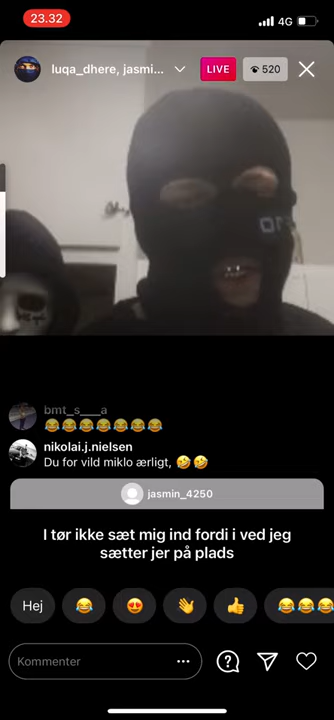 23.32
4G
luqa_dhere, jasmi...
LIVE
520
bmt_s___a
😂😂😂😂😂😂😂
nikolai.j.nielsen
Du for vild miklo ærligt, 🤣🤣
jasmin_4250
I tør ikke sæt mig ind fordi i ved jeg
sætter jer på plads
Hej
😂
😍
👋
👍
😂😂😂
Kommenter